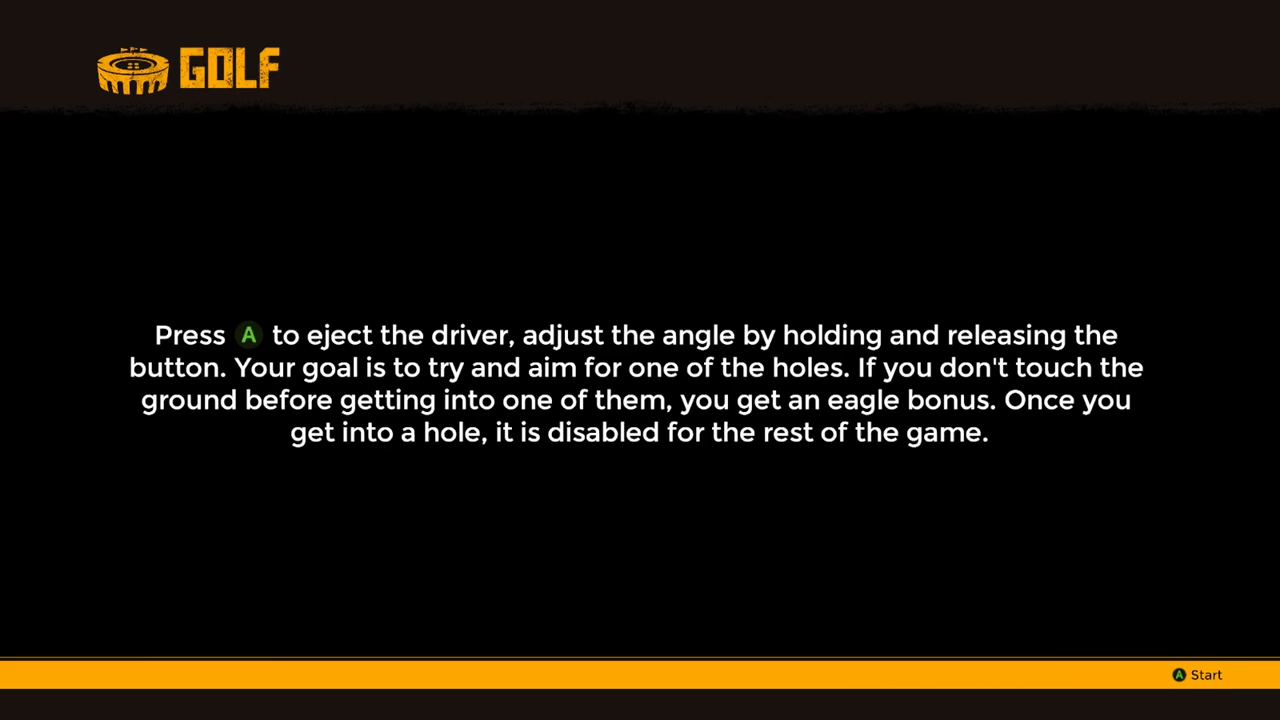 GOLF
Press A to eject the driver, adjust the angle by holding and releasing the
button. Your goal is to try and aim for one of the holes. If you don't touch the
ground before getting into one of them, you get an eagle bonus. Once you
get into a hole, it is disabled for the rest of the game.
A Start